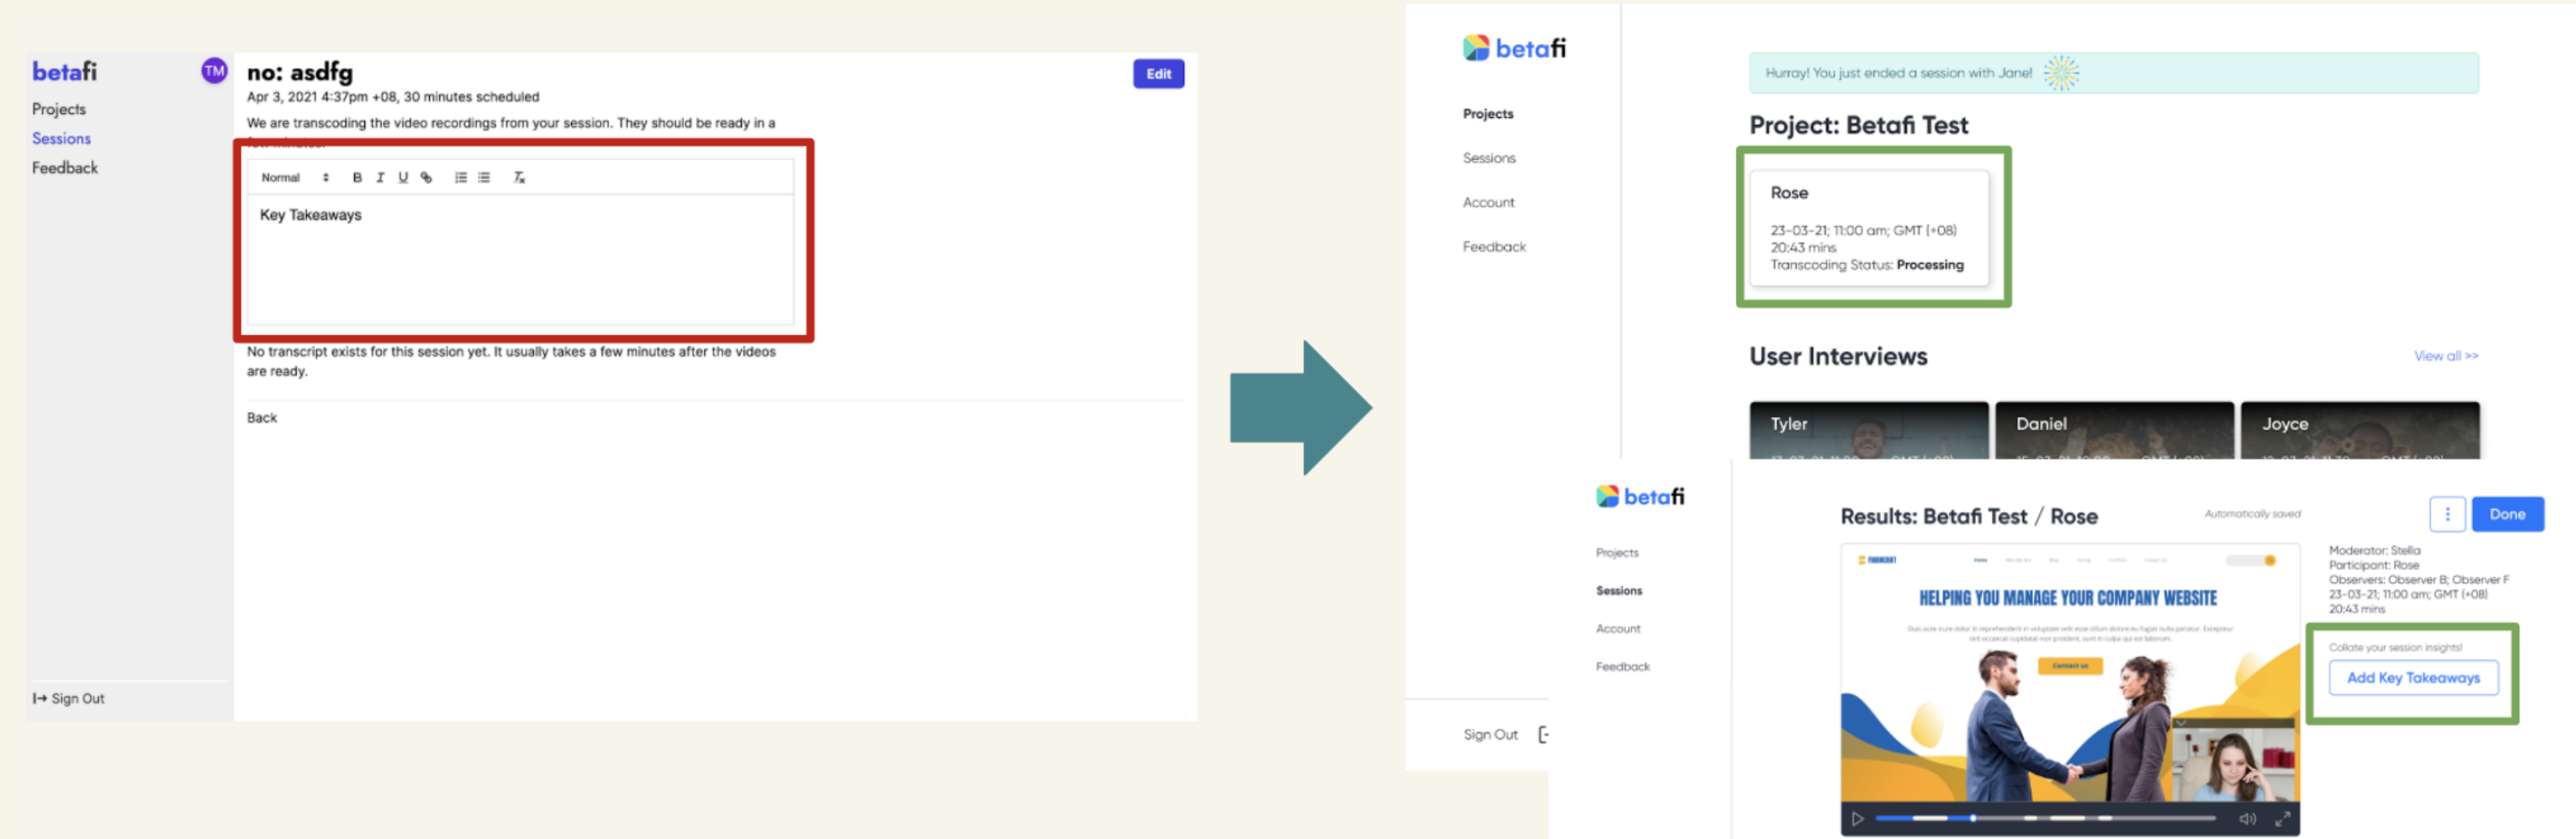 betafi
TM
Projects
Sessions
Feedback
Sign Out
no: asdfg
Edit
Apr 3, 2021 4:37pm +08, 30 minutes scheduled
We are transcoding the video recordings from your session. They should be ready in a
Normal
B I U
Key Takeaways
No transcript exists for this session yet. It usually takes a few minutes after the videos
are ready.
Back
betafi
Projects
Sessions
Account
Feedback
Sign Out
Hurray! You just ended a session with Jane!
Project: Betafi Test
Rose
23-03-21; 11:00 am; GMT (+08)
20:43 mins
Transcoding Status: Processing
User Interviews
View all >>
Tyler
Daniel
Joyce
betafi
Projects
Sessions
Account
Feedback
Results: Betafi Test / Rose
Automatically saved
Done
HELPING YOU MANAGE YOUR COMPANY WEBSITE
Contact us
Moderator: Stella
Participant: Rose
Observers: Observer B; Observer F
23-03-21; 11:00 am; GMT (+08)
20:43 mins
Collate your session insights!
Add Key Takeaways